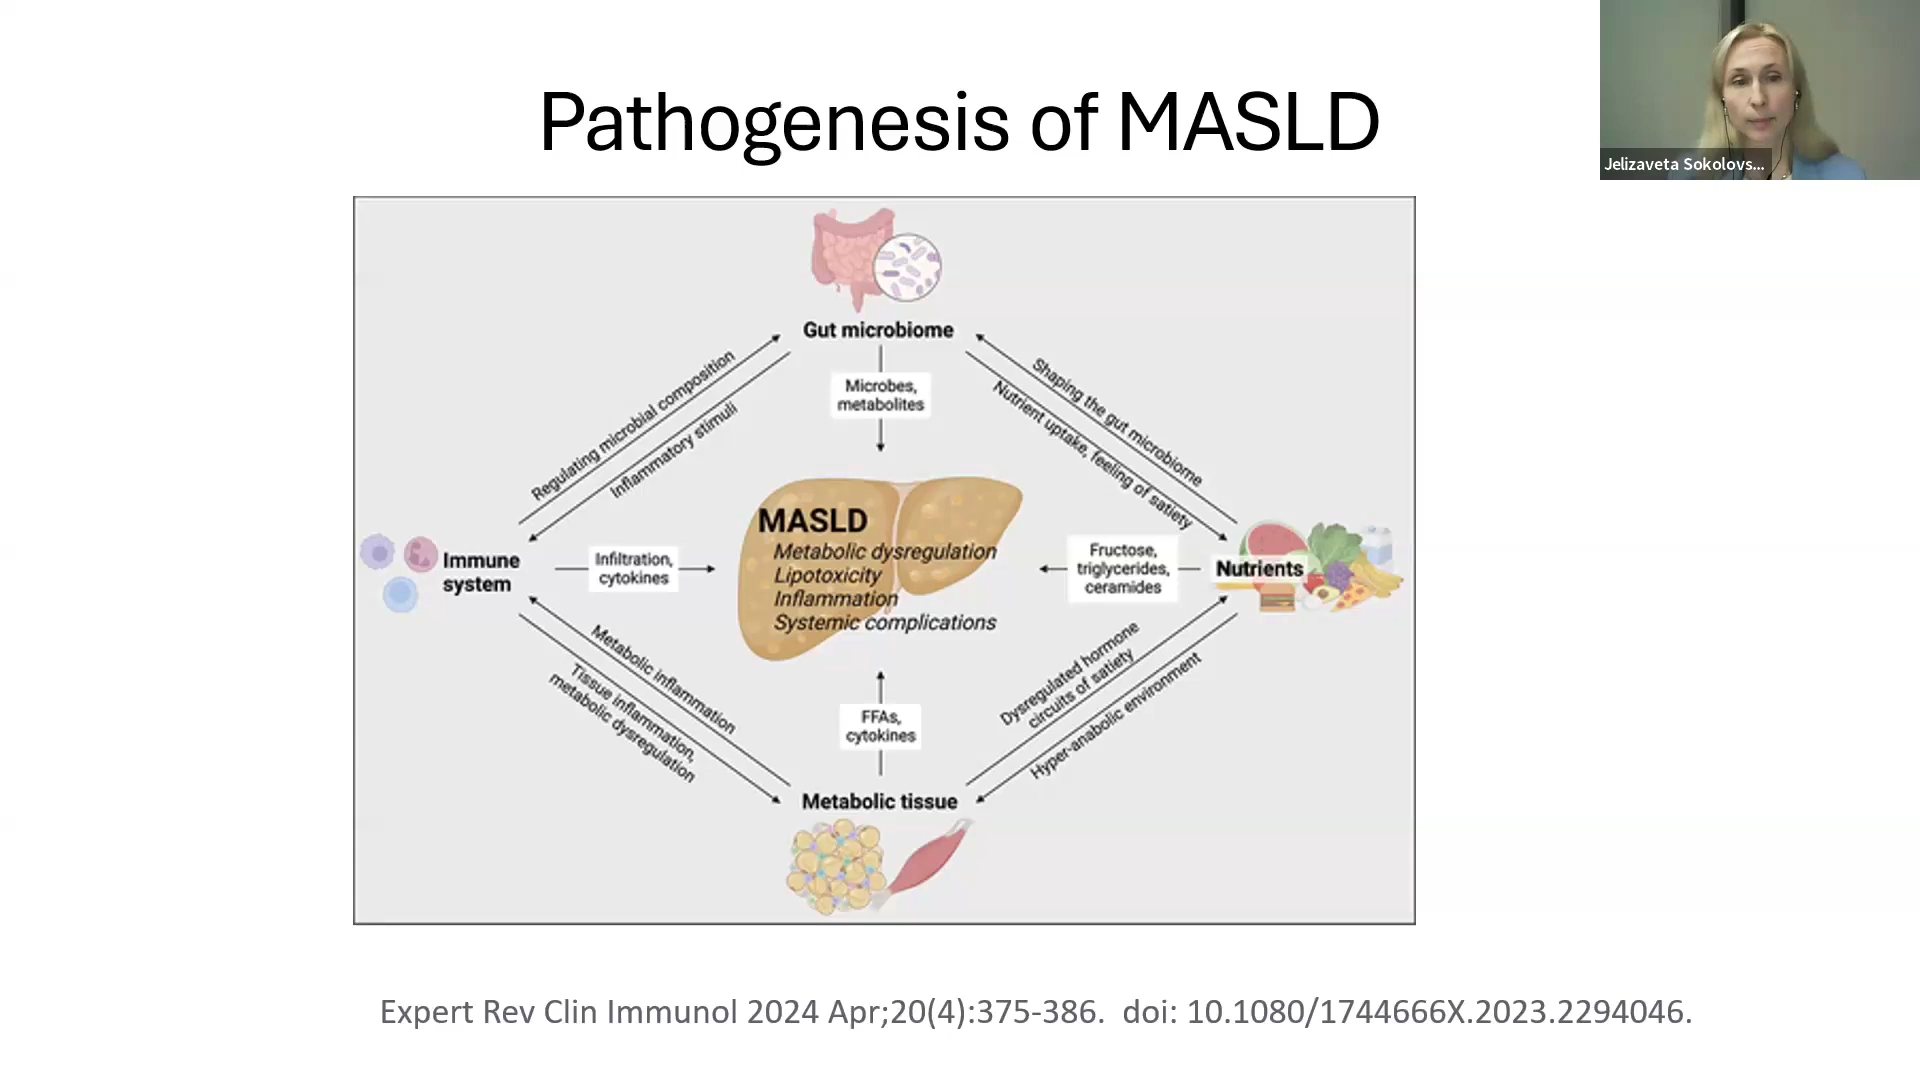 Pathogenesis of MASLD
Jelizaveta Sokolovs...
Gut microbiome
Microbes,
metabolites
Regulating microbial composition
Inflammatory stimuli
Shaping the gut microbiome
Nutrient uptake, feeling of satiety
Immune
system
Infiltration,
cytokines
MASLD
Metabolic dysregulation
Lipotoxicity
Inflammation
Systemic complications
Fructose,
triglycerides,
ceramides
Nutrients
Metabolic inflammation
Tissue inflammation,
metabolic dysregulation
FFAs,
cytokines
Dysregulated hormone
circuits of satiety
Hyper-anabolic environment
Metabolic tissue
Expert Rev Clin Immunol 2024 Apr;20(4):375-386. doi: 10.1080/1744666X.2023.2294046.